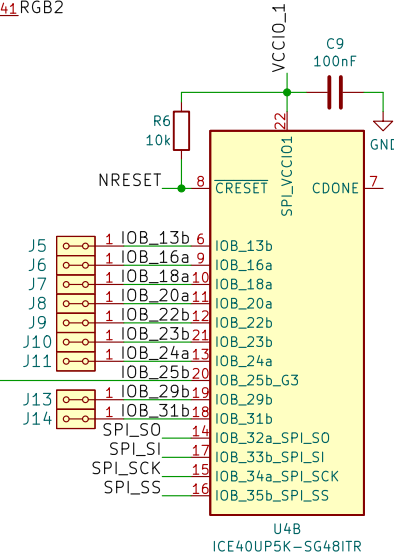 41 RGB2
VCCIO_1
C9
100nF
22
R6
10k
GND
SPI_VCCIO1
NRESET 8 CRESET CDONE 7
J5 1 IOB_13b 6 IOB_13b
J6 1 IOB_16a 9 IOB_16a
J7 1 IOB_18a 10 IOB_18a
J8 1 IOB_20a 11 IOB_20a
J9 1 IOB_22b 12 IOB_22b
J10 1 IOB_23b 21 IOB_23b
J11 1 IOB_24a 13 IOB_24a
IOB_25b 20 IOB_25b_G3
J13 1 IOB_29b 19 IOB_29b
J14 1 IOB_31b 18 IOB_31b
SPI_SO 14 IOB_32a_SPI_SO
SPI_SI 17 IOB_33b_SPI_SI
SPI_SCK 15 IOB_34a_SPI_SCK
SPI_SS 16 IOB_35b_SPI_SS
U4B
ICE40UP5K-SG48ITR